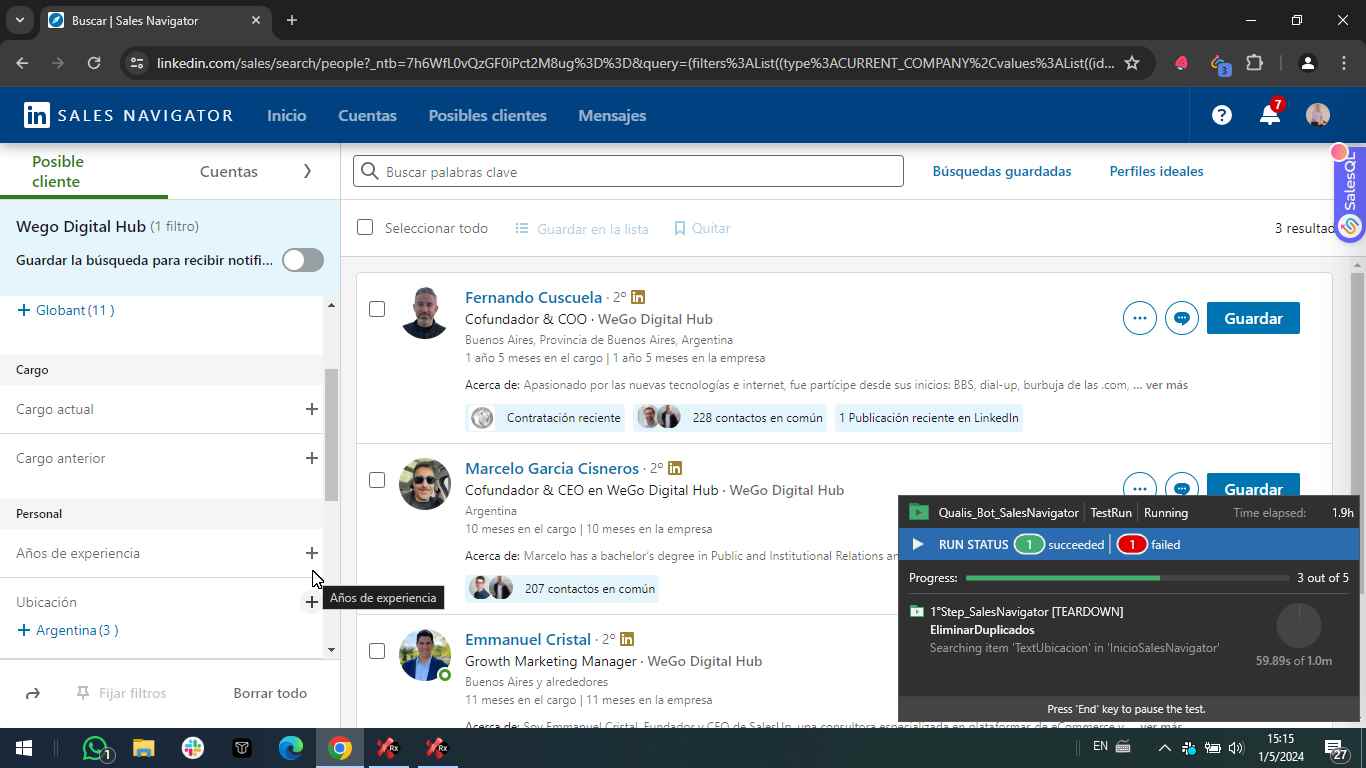 Buscar | Sales Navigator
linkedin.com/sales/search/people?_ntb=7h6WfL0vQzGF0iPct2M8ug%3D%3D&query=(filters%3AList((type%3ACURRENT_COMPANY%2Cvalues%3AList((id...
3
in SALES NAVIGATOR
Inicio
Cuentas
Posibles clientes
Mensajes
7
Posible cliente
Cuentas
Buscar palabras clave
Búsquedas guardadas
Perfiles ideales
SalesQL
Wego Digital Hub (1 filtro)
Guardar la búsqueda para recibir notifi...
Seleccionar todo
Guardar en la lista
Quitar
3 resultad
+ Globant (11 )
Cargo
Cargo actual +
Cargo anterior +
Personal
Años de experiencia +
Ubicación +
Años de experiencia
+ Argentina (3 )
Fijar filtros
Borrar todo
Fernando Cuscuela · 2º in
Cofundador & COO · WeGo Digital Hub
Buenos Aires, Provincia de Buenos Aires, Argentina
1 año 5 meses en el cargo | 1 año 5 meses en la empresa
Acerca de: Apasionado por las nuevas tecnologías e internet, fue partícipe desde sus inicios: BBS, dial-up, burbuja de las .com, ... ver más
Contratación reciente
228 contactos en común
1 Publicación reciente en LinkedIn
Guardar
Marcelo Garcia Cisneros · 2º in
Cofundador & CEO en WeGo Digital Hub · WeGo Digital Hub
Argentina
10 meses en el cargo | 10 meses en la empresa
Acerca de: Marcelo has a bachelor's degree in Public and Institutional Relations an
207 contactos en común
Guardar
Emmanuel Cristal · 2º in
Growth Marketing Manager · WeGo Digital Hub
Buenos Aires y alrededores
11 meses en el cargo | 11 meses en la empresa
Acerca de: Soy Emmanuel Cristal, Fundador y CEO de SalesUp, una consultora especializada en plataformas de eCommerce y... ver más
Qualis_Bot_SalesNavigator
TestRun
Running
Time elapsed: 1.9h
RUN STATUS 1 succeeded 1 failed
Progress: 3 out of 5
1°Step_SalesNavigator [TEARDOWN]
EliminarDuplicados
Searching item 'TextUbicacion' in 'InicioSalesNavigator'
59.89s of 1.0m
Press 'End' key to pause the test.
1
Rx
Rx
EN
15:15
1/5/2024
27